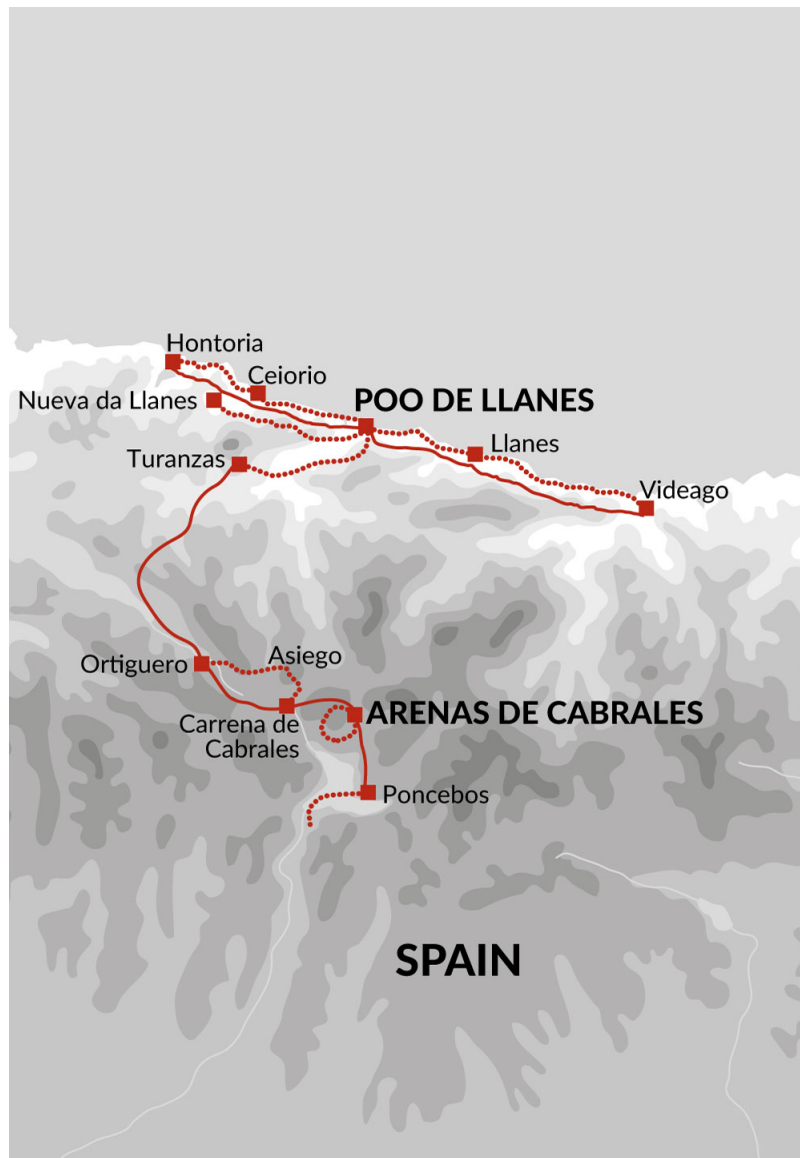 Hontoria
Ceiorio
Nueva da Llanes
POO DE LLANES
Llanes
Turanzas
Videago
Ortiguero
Asiego
Carrena de
Cabrales
ARENAS DE CABRALES
Poncebos
SPAIN